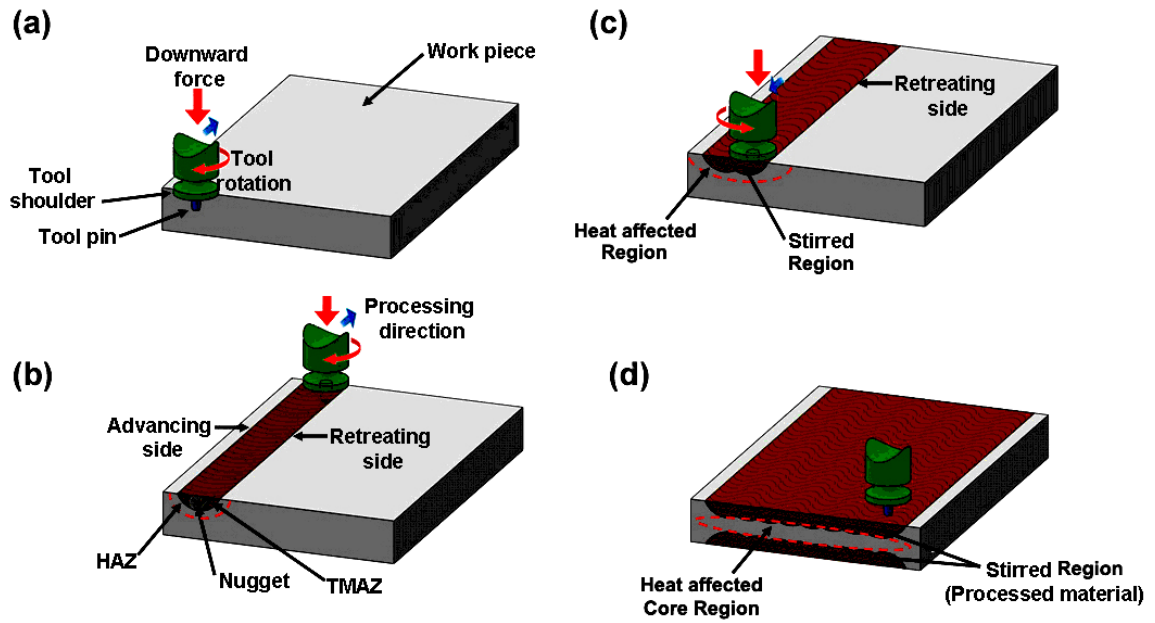 (a)
Downward
force
Work piece
Tool
rotation
Tool
shoulder
Tool pin
(c)
Retreating
side
Heat affected
Region
Stirred
Region
(b)
Processing
direction
Advancing
side
Retreating
side
HAZ
Nugget
TMAZ
(d)
Heat affected
Core Region
Stirred Region
(Processed material)